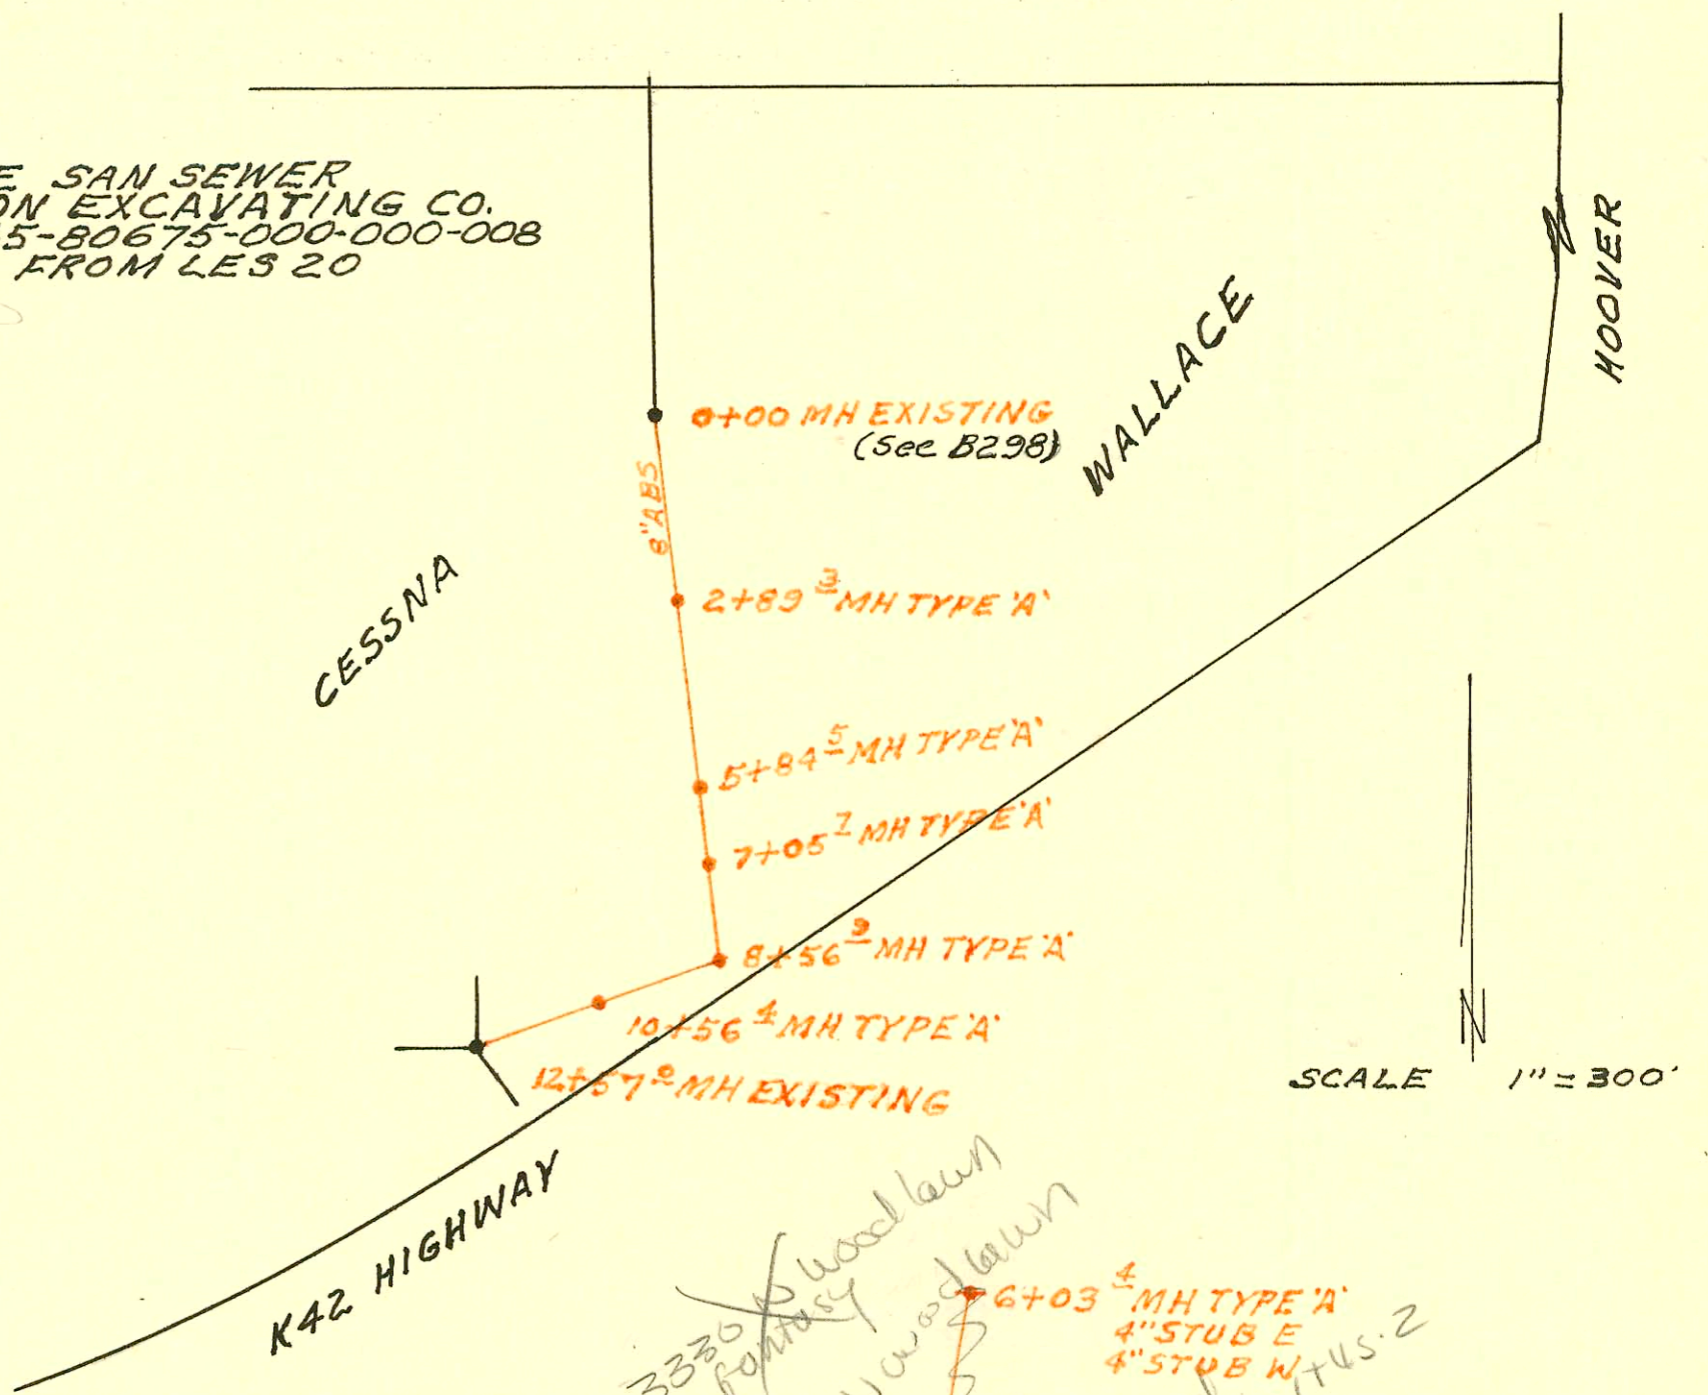 E SAN SEWER
ON EXCAVATING CO.
5-80675-000-000-008
FROM LES 20
HOOVER
WALLACE
0+00 MH EXISTING
(See B298)
8" ABS
CESSNA
2+89 3 MH TYPE 'A'
5+84 5 MH TYPE 'A'
7+05 7 MH TYPE 'A'
8+56 MH TYPE 'A'
10+56 4 MH TYPE 'A'
12+57 MH EXISTING
N
SCALE 1" = 300'
K42 HIGHWAY
3330 N Woodlawn
Woodlawn
6+03 4 MH TYPE 'A'
4" STUB E
4" STUB W